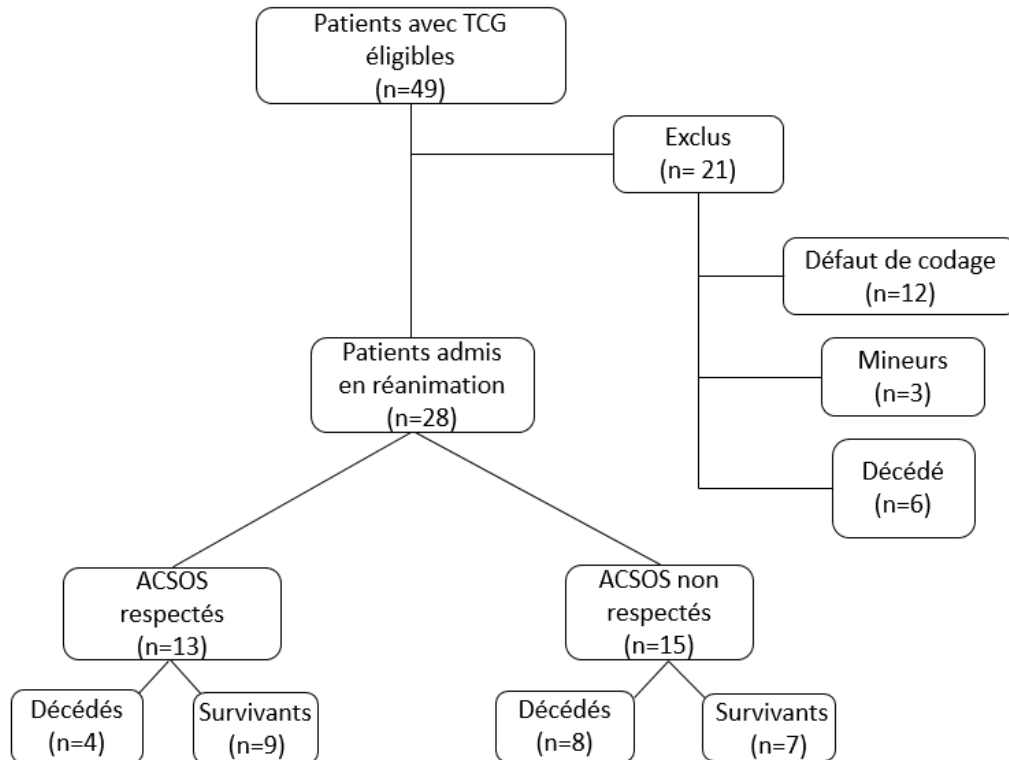 Patients avec TCG
éligibles
(n=49)
Exclus
(n= 21)
Défaut de codage
(n=12)
Mineurs
(n=3)
Décédé
(n=6)
Patients admis
en réanimation
(n=28)
ACSOS
respectés
(n=13)
ACSOS non
respectés
(n=15)
Décédés
(n=4)
Survivants
(n=9)
Décédés
(n=8)
Survivants
(n=7)